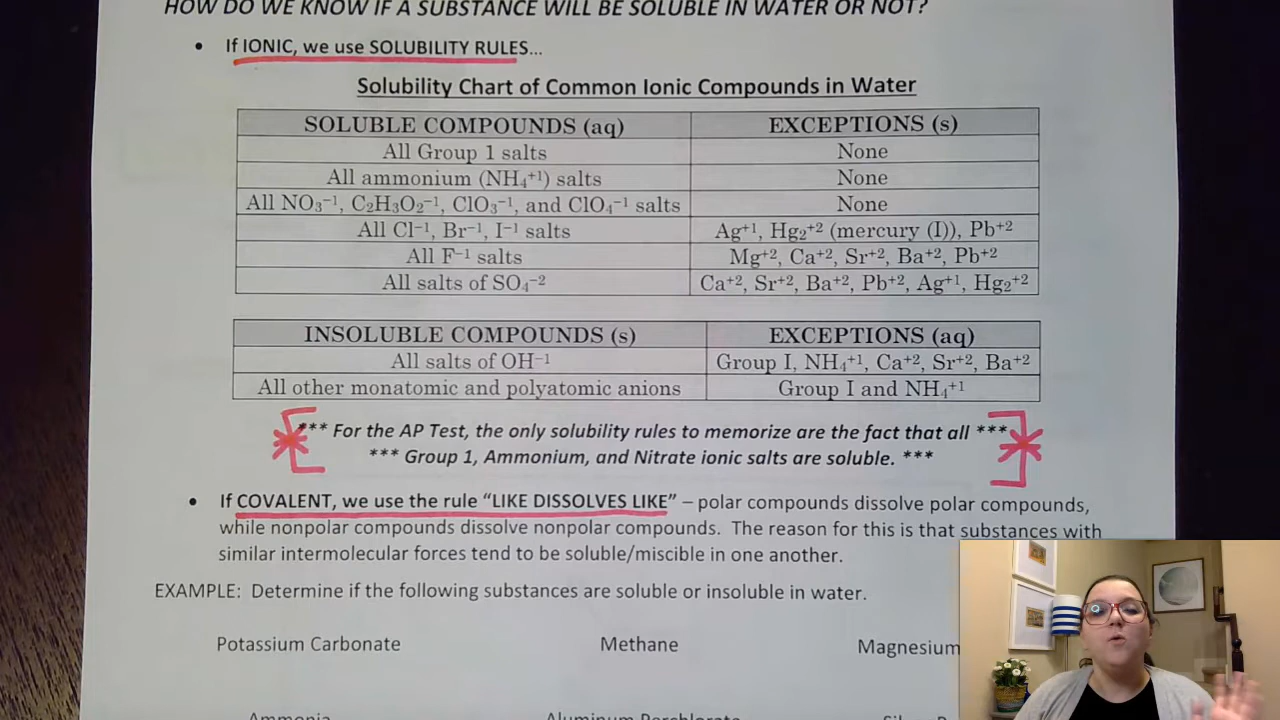 HOW DO WE KNOW IF A SUBSTANCE WILL BE SOLUBLE IN WATER OR NOT?
• If IONIC, we use SOLUBILITY RULES…
Solubility Chart of Common Ionic Compounds in Water
SOLUBLE COMPOUNDS (aq) EXCEPTIONS (s)
All Group 1 salts None
All ammonium (NH₄⁺¹) salts None
All NO₃⁻¹, C₂H₃O₂⁻¹, ClO₃⁻¹, and ClO₄⁻¹ salts None
All Cl⁻¹, Br⁻¹, I⁻¹ salts Ag⁺¹, Hg₂⁺² (mercury (I)), Pb⁺²
All F⁻¹ salts Mg⁺², Ca⁺², Sr⁺², Ba⁺², Pb⁺²
All salts of SO₄⁻² Ca⁺², Sr⁺², Ba⁺², Pb⁺², Ag⁺¹, Hg₂⁺²
INSOLUBLE COMPOUNDS (s) EXCEPTIONS (aq)
All salts of OH⁻¹ Group I, NH₄⁺¹, Ca⁺², Sr⁺², Ba⁺²
All other monatomic and polyatomic anions Group I and NH₄⁺¹
*** For the AP Test, the only solubility rules to memorize are the fact that all ***
*** Group 1, Ammonium, and Nitrate ionic salts are soluble. ***
• If COVALENT, we use the rule “LIKE DISSOLVES LIKE” – polar compounds dissolve polar compounds,
while nonpolar compounds dissolve nonpolar compounds. The reason for this is that substances with
similar intermolecular forces tend to be soluble/miscible in one another.
EXAMPLE: Determine if the following substances are soluble or insoluble in water.
Potassium Carbonate Methane Magnesium
Ammonia Aluminum Perchlorate